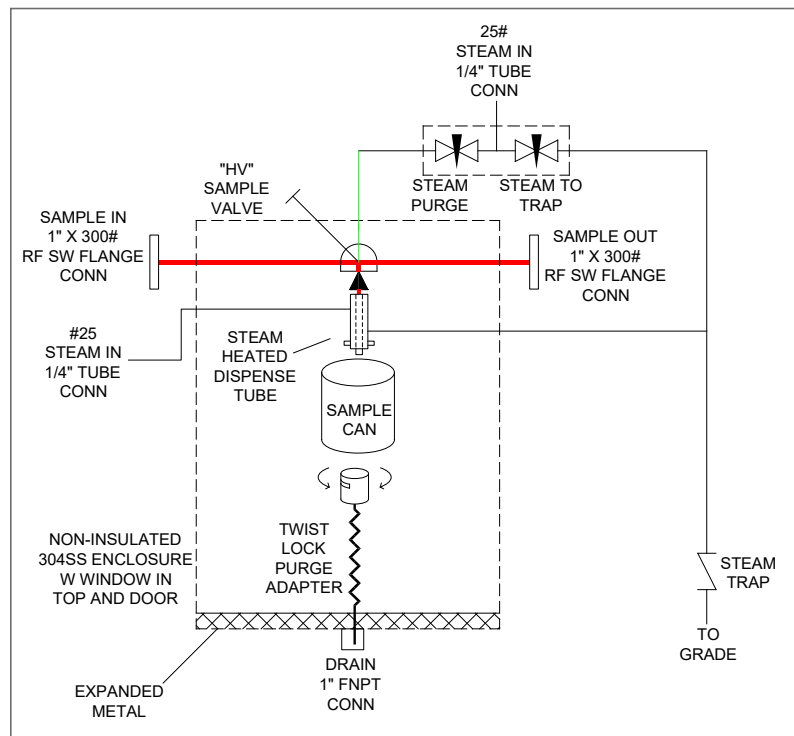 25#
STEAM IN
1/4" TUBE
CONN
STEAM
PURGE
STEAM TO
TRAP
"HV"
SAMPLE
VALVE
SAMPLE IN
1" X 300#
RF SW FLANGE
CONN
SAMPLE OUT
1" X 300#
RF SW FLANGE
CONN
#25
STEAM IN
1/4" TUBE
CONN
STEAM
HEATED
DISPENSE
TUBE
SAMPLE
CAN
NON-INSULATED
304SS ENCLOSURE
W WINDOW IN
TOP AND DOOR
TWIST
LOCK
PURGE
ADAPTER
STEAM
TRAP
TO
GRADE
EXPANDED
METAL
DRAIN
1" FNPT
CONN